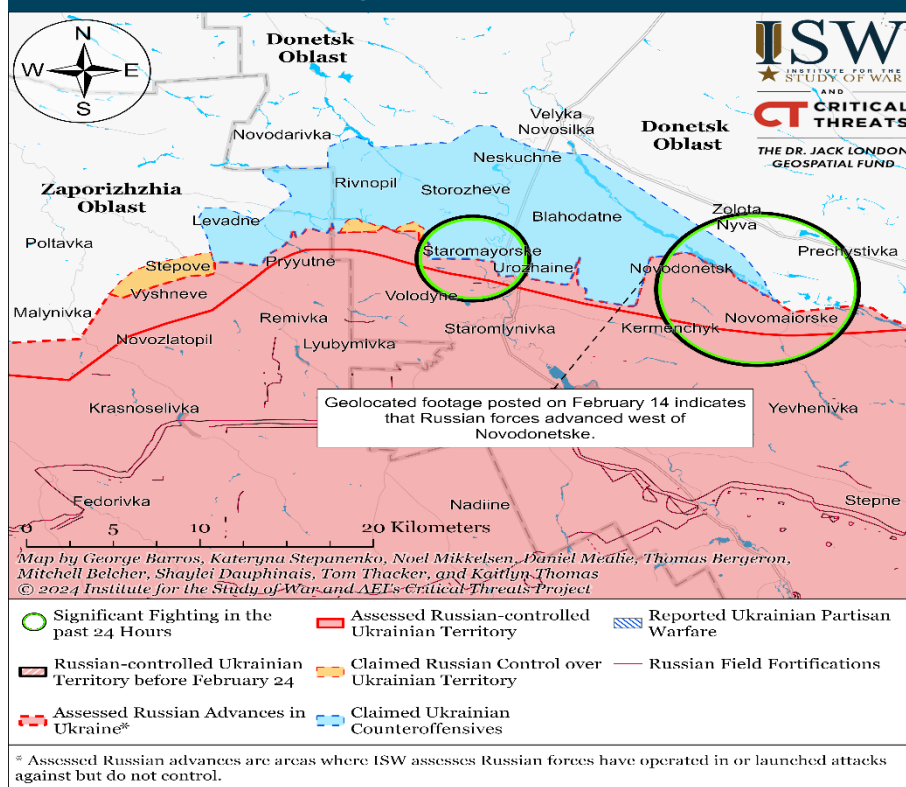 N
W E
S
Donetsk
Oblast
ISW
INSTITUTE FOR THE
STUDY OF WAR
AND
CT CRITICAL
THREATS
THE DR. JACK LONDON
GEOSPATIAL FUND
Velyka
Novosilka
Novodarivka
Donetsk
Oblast
Neskuchne
Rivnopil
Storozheve
Zaporizhzhia
Oblast
Levadne
Blahodatne
Zolota
Nyva
Poltavka
Staromayorske
Prechystivka
Stepove
Pryyutne
Urozhaine
Novodonetsk
Vyshneve
Volodyne
Malynivka
Remivka
Staromlynivka
Kermenchyk
Novomaiorske
Novozlatopil
Lyubymivka
Geolocated footage posted on February 14 indicates
that Russian forces advanced west of
Novodonetske.
Krasnoselivka
Yevhenivka
Fedorivka
Nadiine
Stepne
0 5 10 20 Kilometers
Map by George Barros, Kateryna Stepanenko, Noel Mikkelsen, Daniel Mealie, Thomas Bergeron,
Mitchell Belcher, Shaylei Dauphinais, Tom Thacker, and Kaitlyn Thomas
© 2024 Institute for the Study of War and AEI's Critical Threats Project
Significant Fighting in the
past 24 Hours
Assessed Russian-controlled
Ukrainian Territory
Reported Ukrainian Partisan
Warfare
Russian-controlled Ukrainian
Territory before February 24
Claimed Russian Control over
Ukrainian Territory
Russian Field Fortifications
Assessed Russian Advances in
Ukraine*
Claimed Ukrainian
Counteroffensives
* Assessed Russian advances are areas where ISW assesses Russian forces have operated in or launched attacks
against but do not control.